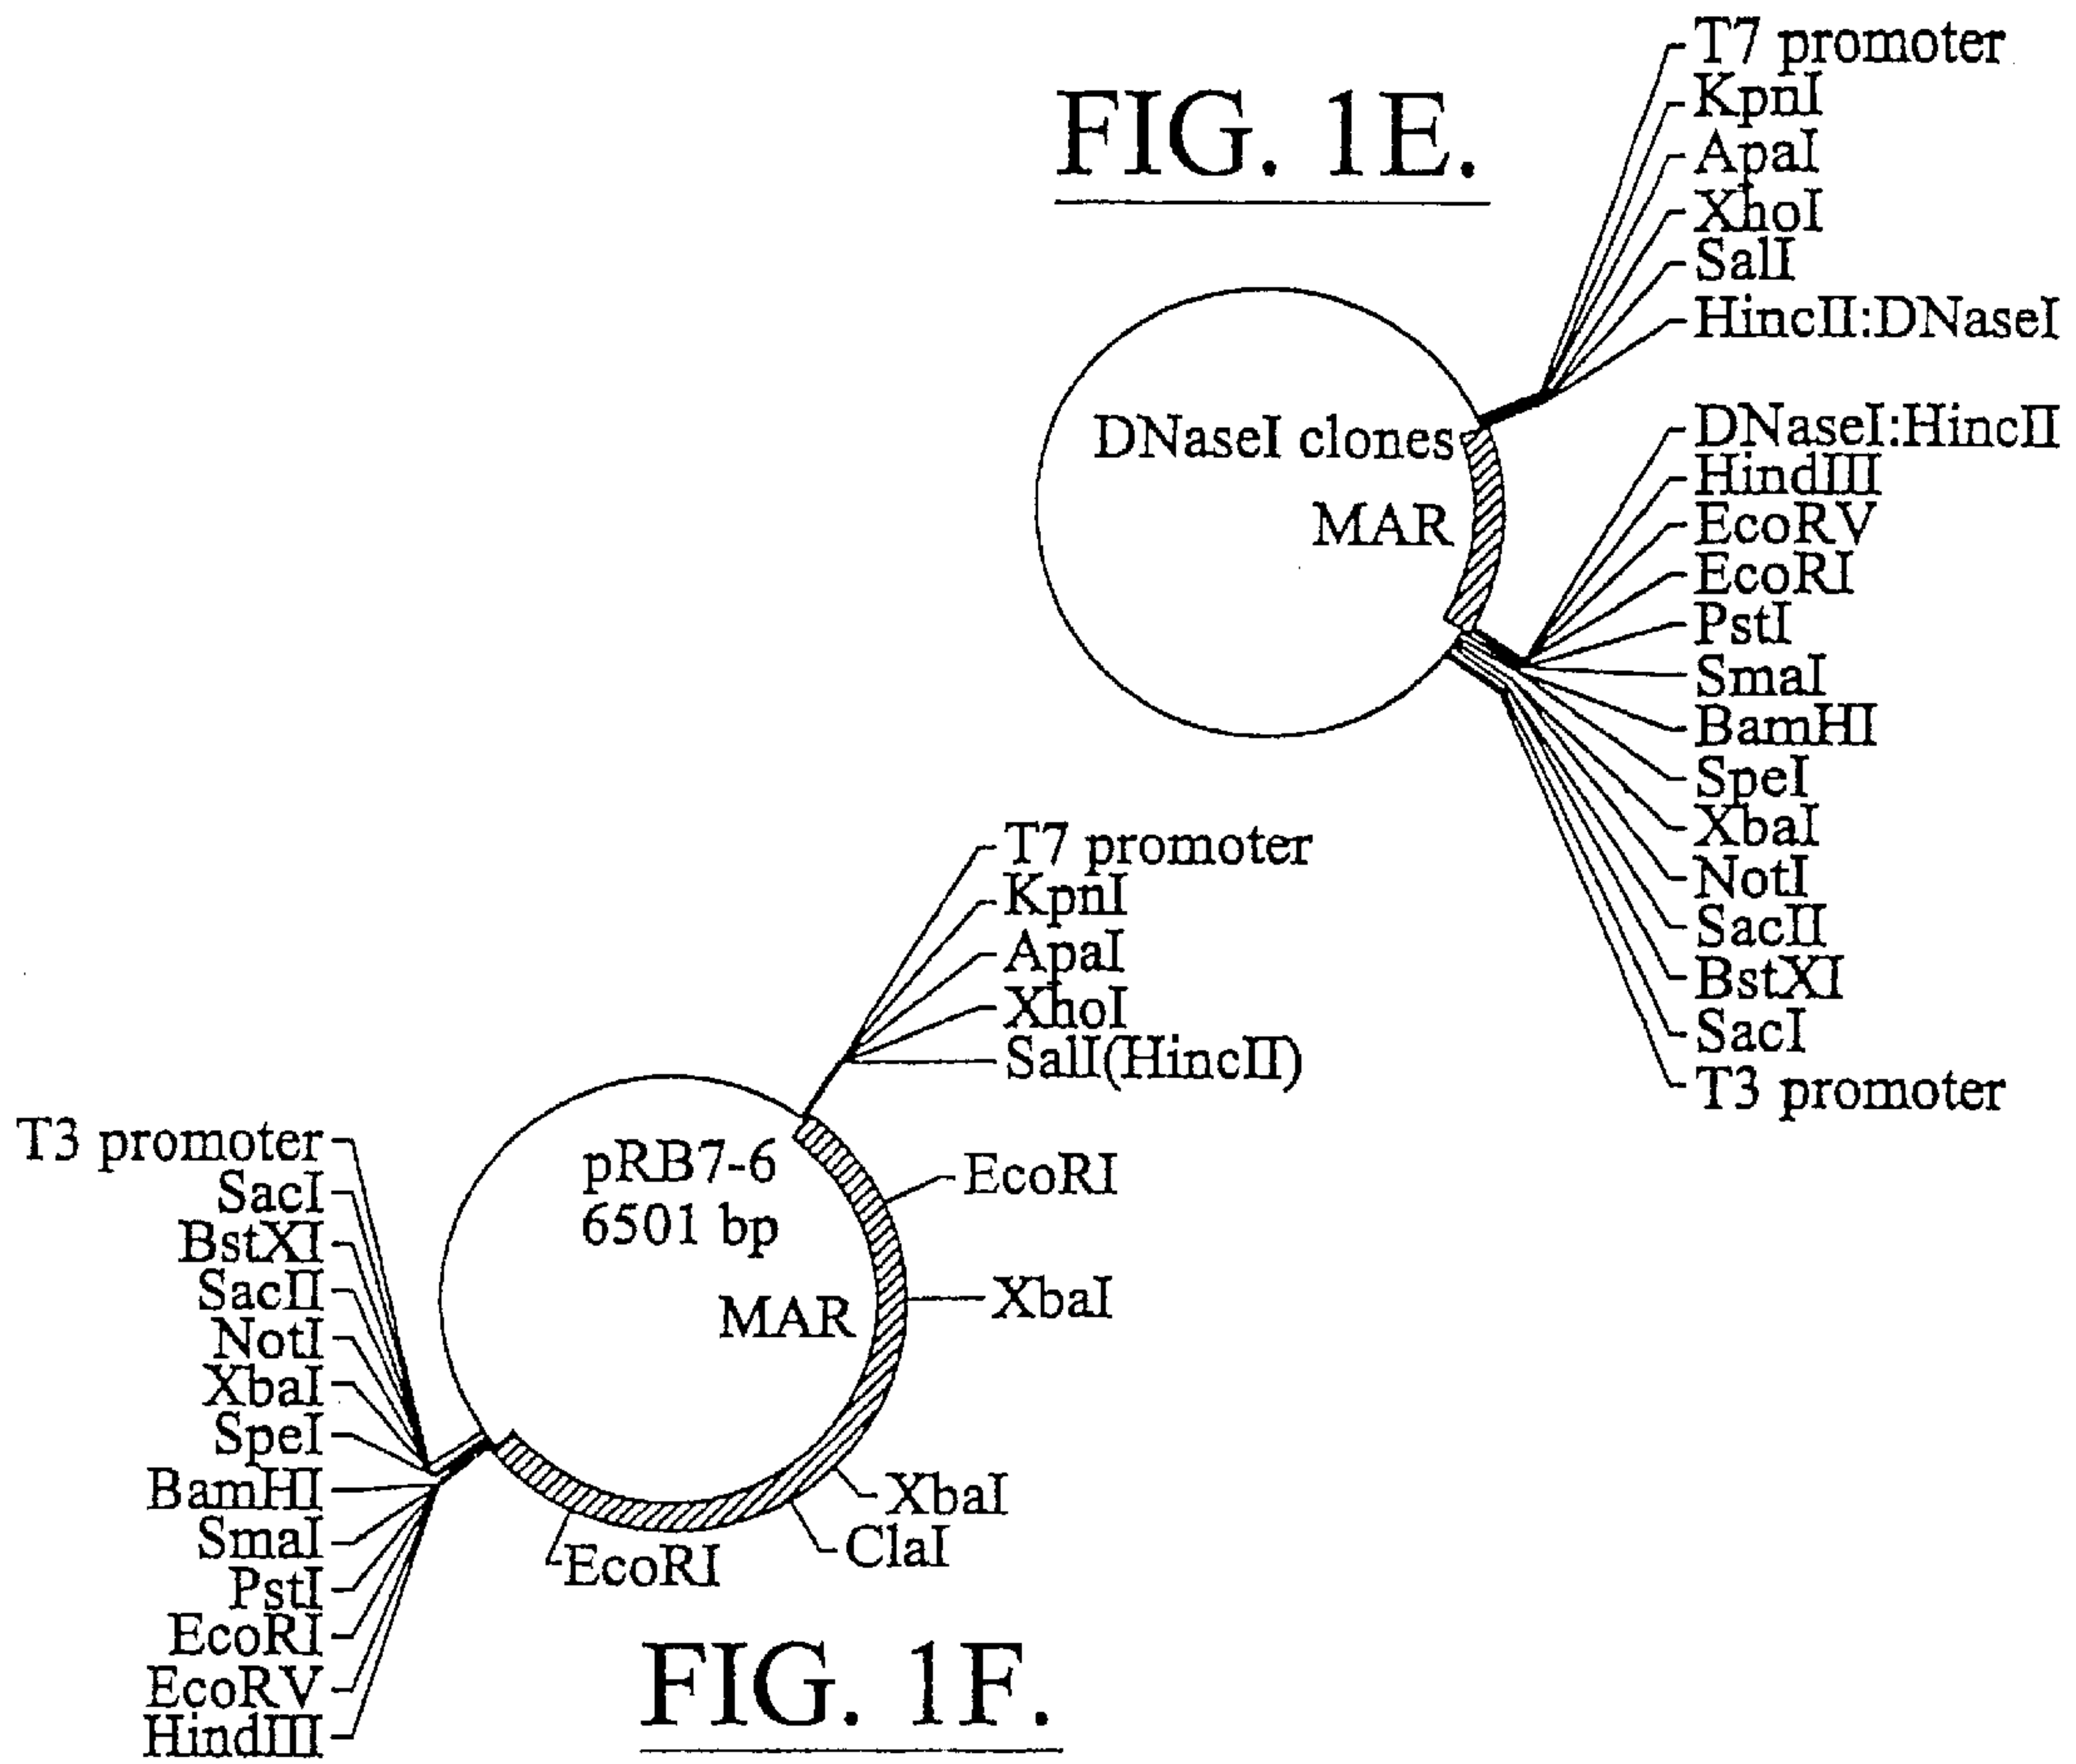 FIG. 1E.
T7 promoter
KpnI
ApaI
XhoI
SalI
HincII:DNaseI
DNaseI clones
MAR
DNaseI:HincII
HindIII
EcoRV
EcoRI
PstI
SmaI
BamHI
SpeI
XbaI
NotI
SacII
BstXI
SacI
T3 promoter
T7 promoter
KpnI
ApaI
XhoI
SalI(HincII)
pRB7-6
6501 bp
MAR
EcoRI
XbaI
XbaI
ClaI
EcoRI
T3 promoter
SacI
BstXI
SacII
NotI
XbaI
SpeI
BamHI
SmaI
PstI
EcoRI
EcoRV
HindIII
FIG. 1F.